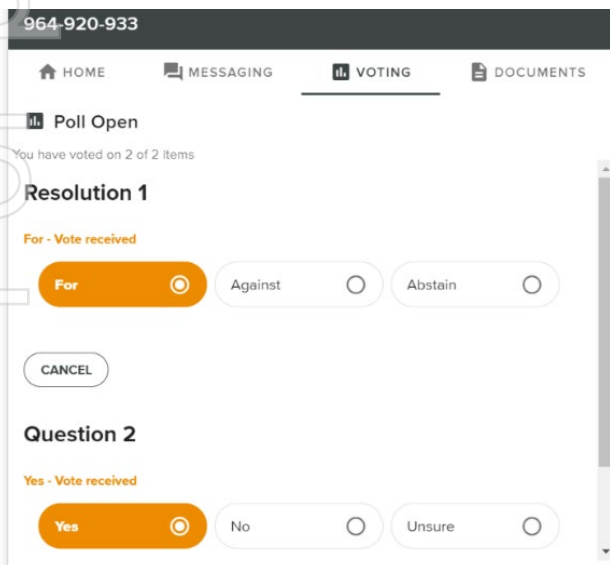 964-920-933
HOME MESSAGING VOTING DOCUMENTS
Poll Open
You have voted on 2 of 2 items
Resolution 1
For - Vote received
For Against Abstain
CANCEL
Question 2
Yes - Vote received
Yes No Unsure